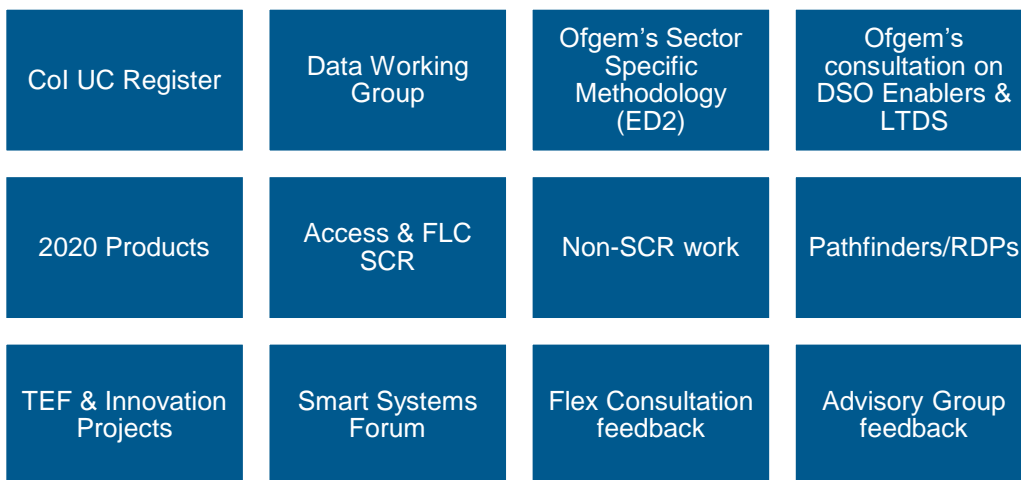 CoI UC Register
Data Working
Group
Ofgem's Sector
Specific
Methodology
(ED2)
Ofgem's
consultation on
DSO Enablers &
LTDS
2020 Products
Access & FLC
SCR
Non-SCR work
Pathfinders/RDPs
TEF & Innovation
Projects
Smart Systems
Forum
Flex Consultation
feedback
Advisory Group
feedback